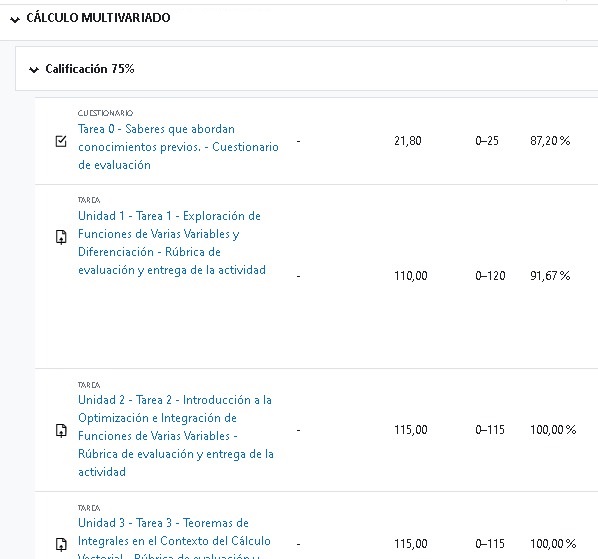 CÁLCULO MULTIVARIADO
Calificación 75%
CUESTIONARIO
Tarea 0 - Saberes que abordan
conocimientos previos. - Cuestionario
de evaluación
-
21,80
0–25
87,20 %
TAREA
Unidad 1 - Tarea 1 - Exploración de
Funciones de Varias Variables y
Diferenciación - Rúbrica de
evaluación y entrega de la actividad
-
110,00
0–120
91,67 %
TAREA
Unidad 2 - Tarea 2 - Introducción a la
Optimización e Integración de
Funciones de Varias Variables -
Rúbrica de evaluación y entrega de la
actividad
-
115,00
0–115
100,00 %
TAREA
Unidad 3 - Tarea 3 - Teoremas de
Integrales en el Contexto del Cálculo
Vectorial - Rúbrica de evaluación y
-
115,00
0–115
100,00 %